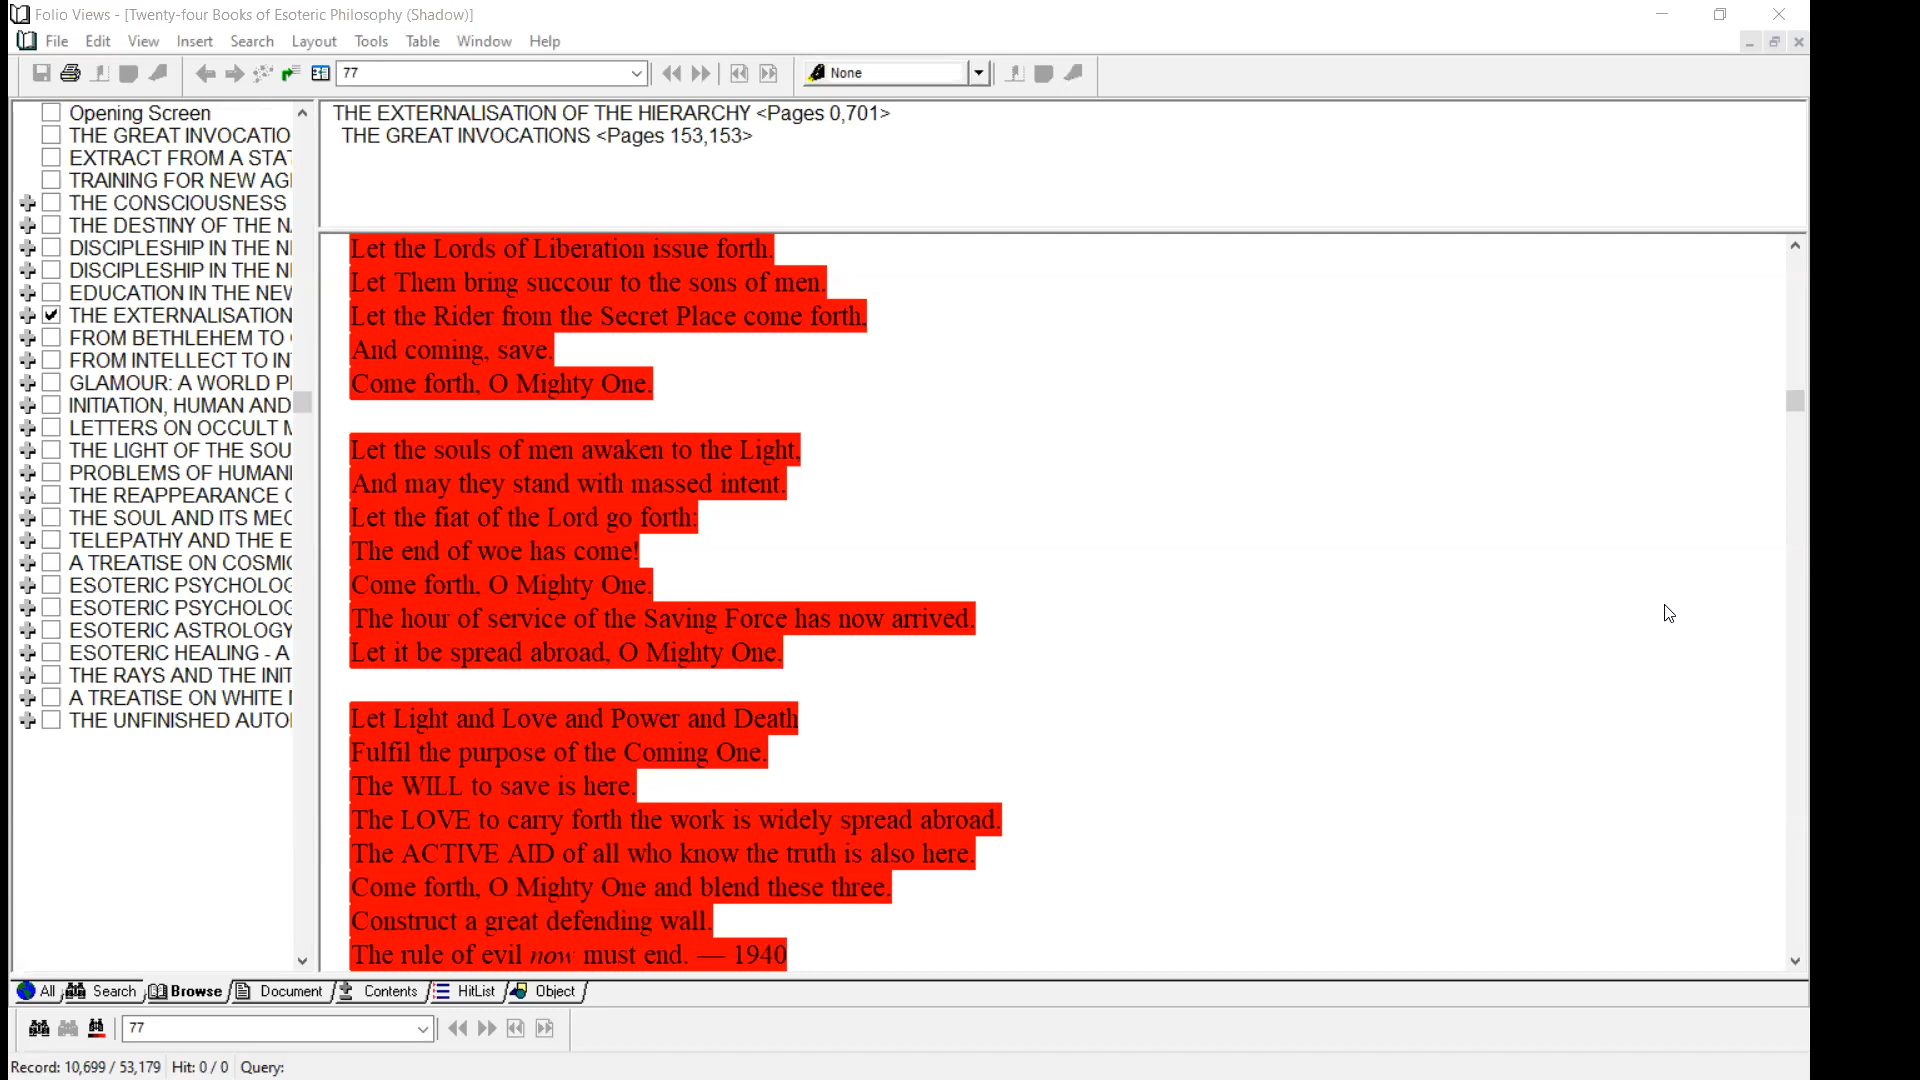 Folio Views - [Twenty-four Books of Esoteric Philosophy (Shadow)]
File Edit View Insert Search Layout Tools Table Window Help
77
None
Opening Screen
THE GREAT INVOCATIO
EXTRACT FROM A STAT
TRAINING FOR NEW AG
THE CONSCIOUSNESS
THE DESTINY OF THE N
DISCIPLESHIP IN THE N
DISCIPLESHIP IN THE N
EDUCATION IN THE NEW
THE EXTERNALISATION
FROM BETHLEHEM TO
FROM INTELLECT TO IN
GLAMOUR: A WORLD P
INITIATION, HUMAN AND
LETTERS ON OCCULT M
THE LIGHT OF THE SOU
PROBLEMS OF HUMANI
THE REAPPEARANCE C
THE SOUL AND ITS MEC
TELEPATHY AND THE E
A TREATISE ON COSMIC
ESOTERIC PSYCHOLOG
ESOTERIC PSYCHOLOG
ESOTERIC ASTROLOGY
ESOTERIC HEALING - A
THE RAYS AND THE INIT
A TREATISE ON WHITE
THE UNFINISHED AUTO
THE EXTERNALISATION OF THE HIERARCHY <Pages 0,701>
THE GREAT INVOCATIONS <Pages 153,153>
Let the Lords of Liberation issue forth.
Let Them bring succour to the sons of men.
Let the Rider from the Secret Place come forth,
And coming, save.
Come forth, O Mighty One.
Let the souls of men awaken to the Light,
And may they stand with massed intent.
Let the fiat of the Lord go forth:
The end of woe has come!
Come forth, O Mighty One.
The hour of service of the Saving Force has now arrived.
Let it be spread abroad, O Mighty One.
Let Light and Love and Power and Death
Fulfil the purpose of the Coming One.
The WILL to save is here.
The LOVE to carry forth the work is widely spread abroad.
The ACTIVE AID of all who know the truth is also here.
Come forth, O Mighty One and blend these three.
Construct a great defending wall.
The rule of evil now must end. — 1940
All Search Browse Document Contents HitList Object
77
Record: 10,699 / 53,179 Hit: 0 / 0 Query: